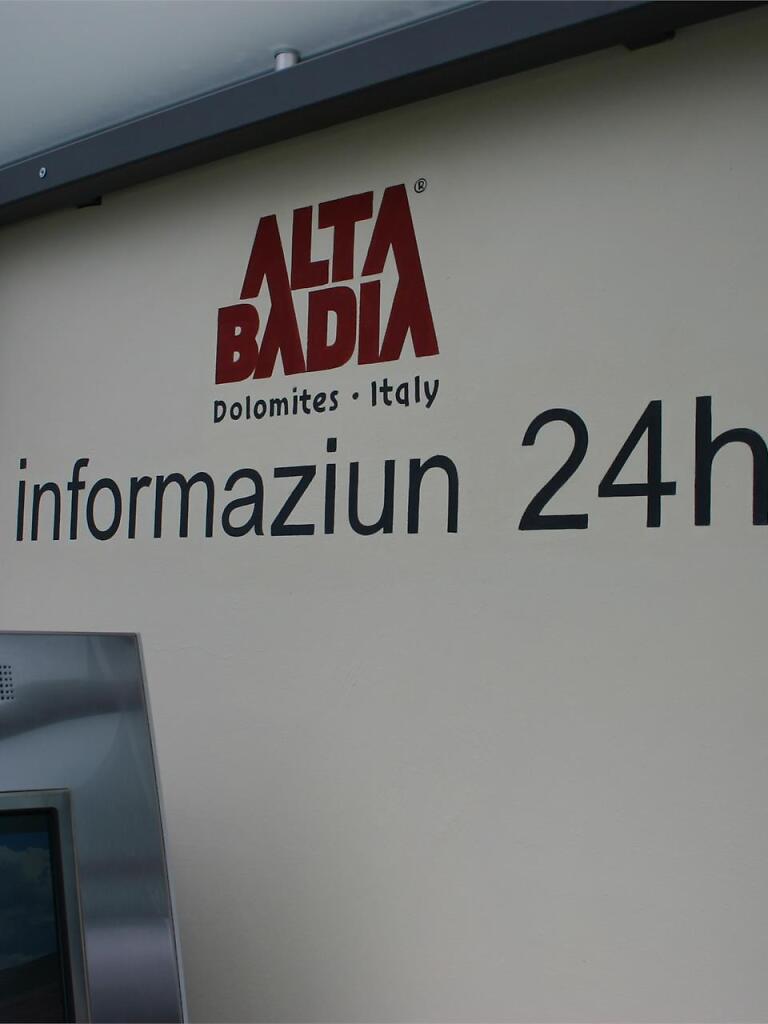 ALTA ®
BADIA
Dolomites · Italy
informaziun 24h